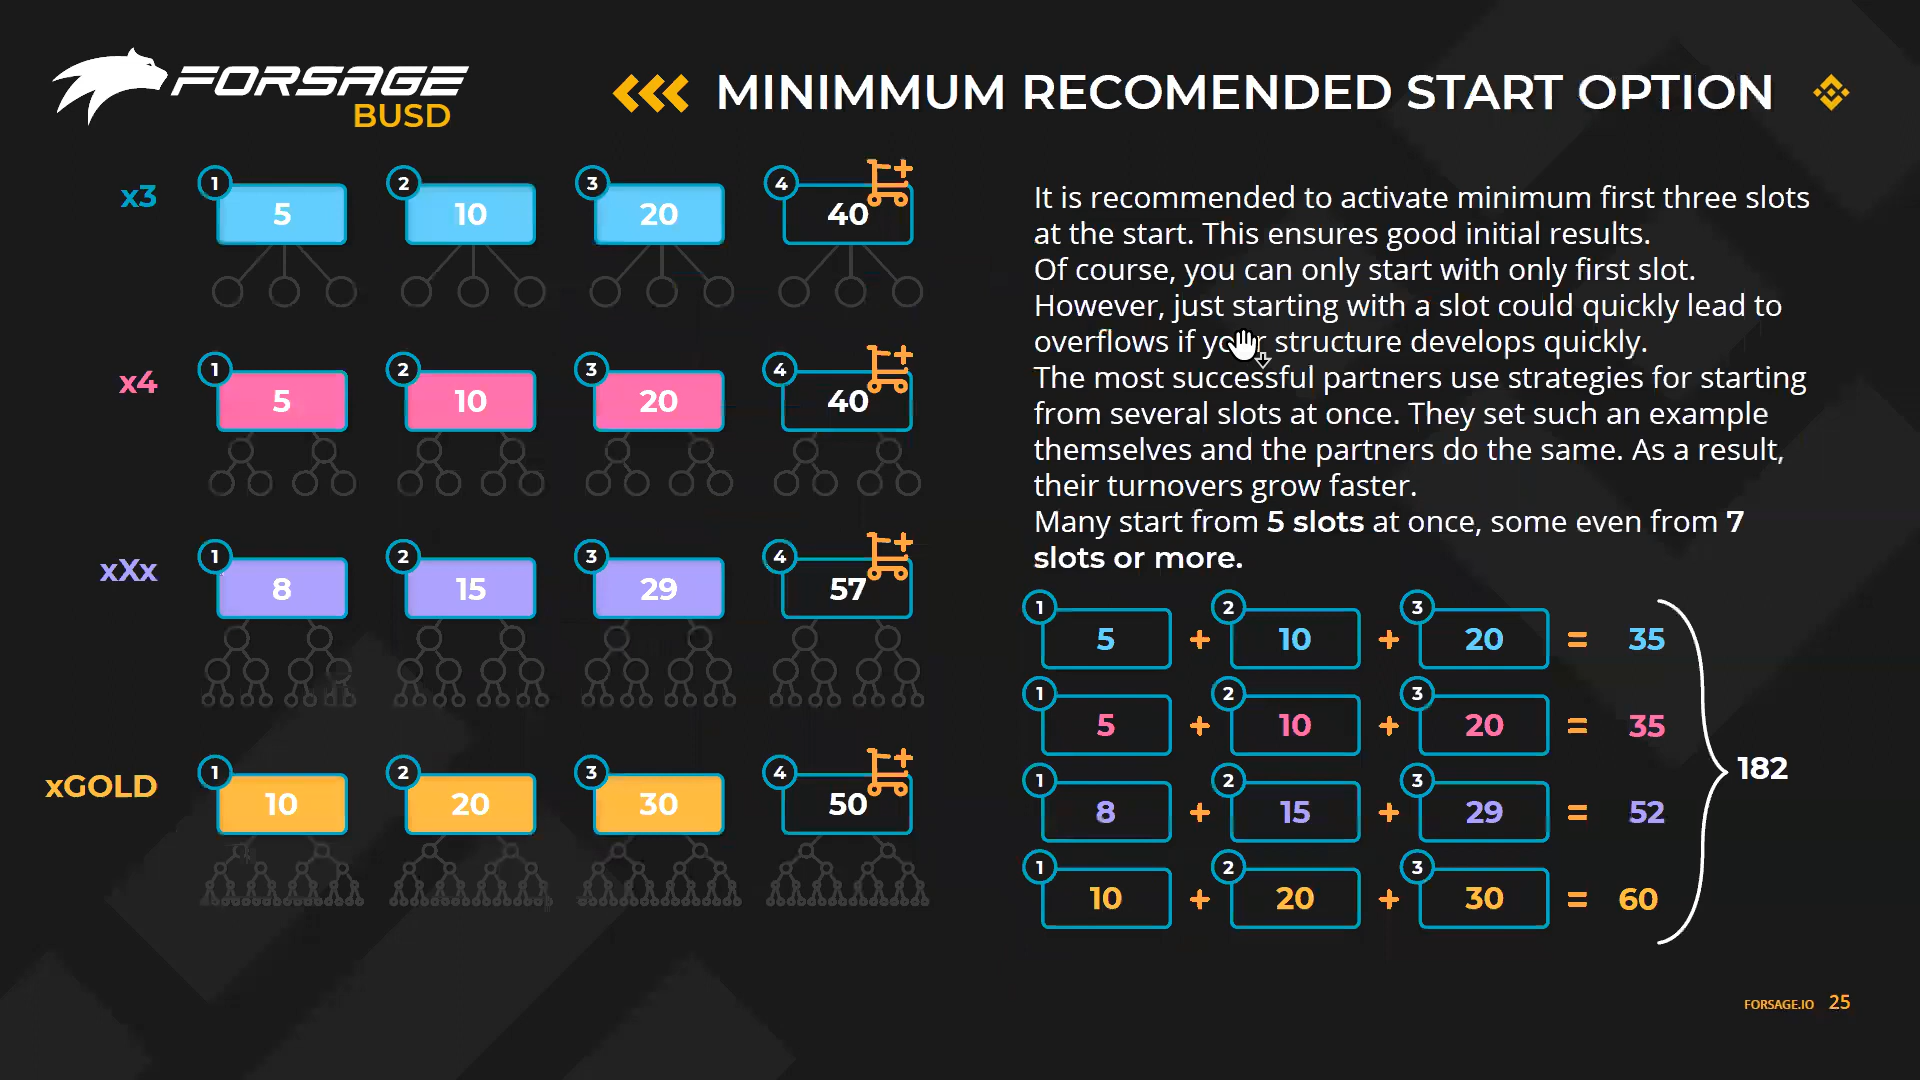 FORSAGE
BUSD
MINIMMUM RECOMENDED START OPTION
x3
1 5 2 10 3 20 4 40
x4
1 5 2 10 3 20 4 40
xXx
1 8 2 15 3 29 4 57
xGOLD
1 10 2 20 3 30 4 50
It is recommended to activate minimum first three slots
at the start. This ensures good initial results.
Of course, you can only start with only first slot.
However, just starting with a slot could quickly lead to
overflows if your structure develops quickly.
The most successful partners use strategies for starting
from several slots at once. They set such an example
themselves and the partners do the same. As a result,
their turnovers grow faster.
Many start from 5 slots at once, some even from 7
slots or more.
1 5 + 2 10 + 3 20 = 35
1 5 + 2 10 + 3 20 = 35
1 8 + 2 15 + 3 29 = 52
1 10 + 2 20 + 3 30 = 60
182
FORSAGE.IO 25